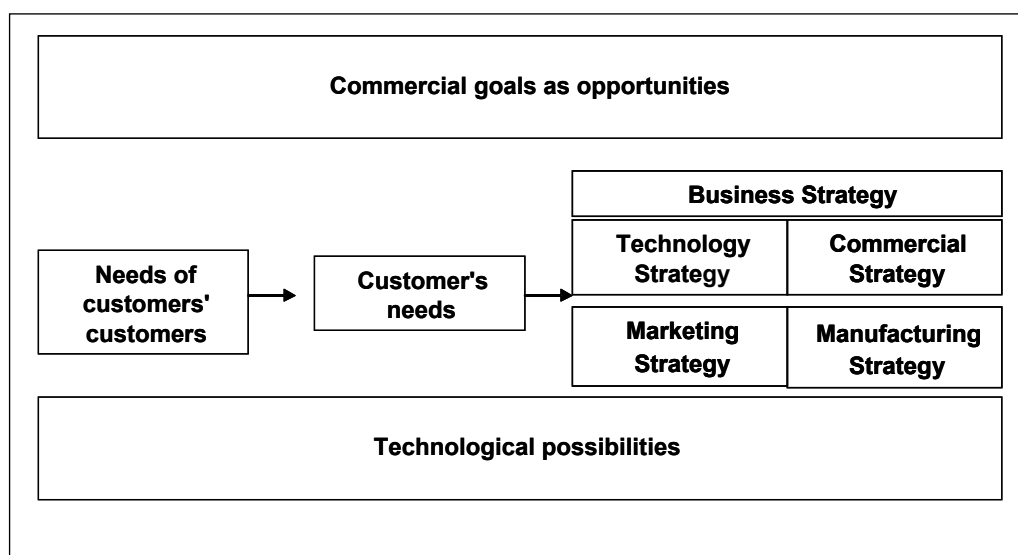 Commercial goals as opportunities
Business Strategy
Needs of
customers'
customers
Customer's
needs
Technology
Strategy
Commercial
Strategy
Marketing
Strategy
Manufacturing
Strategy
Technological possibilities